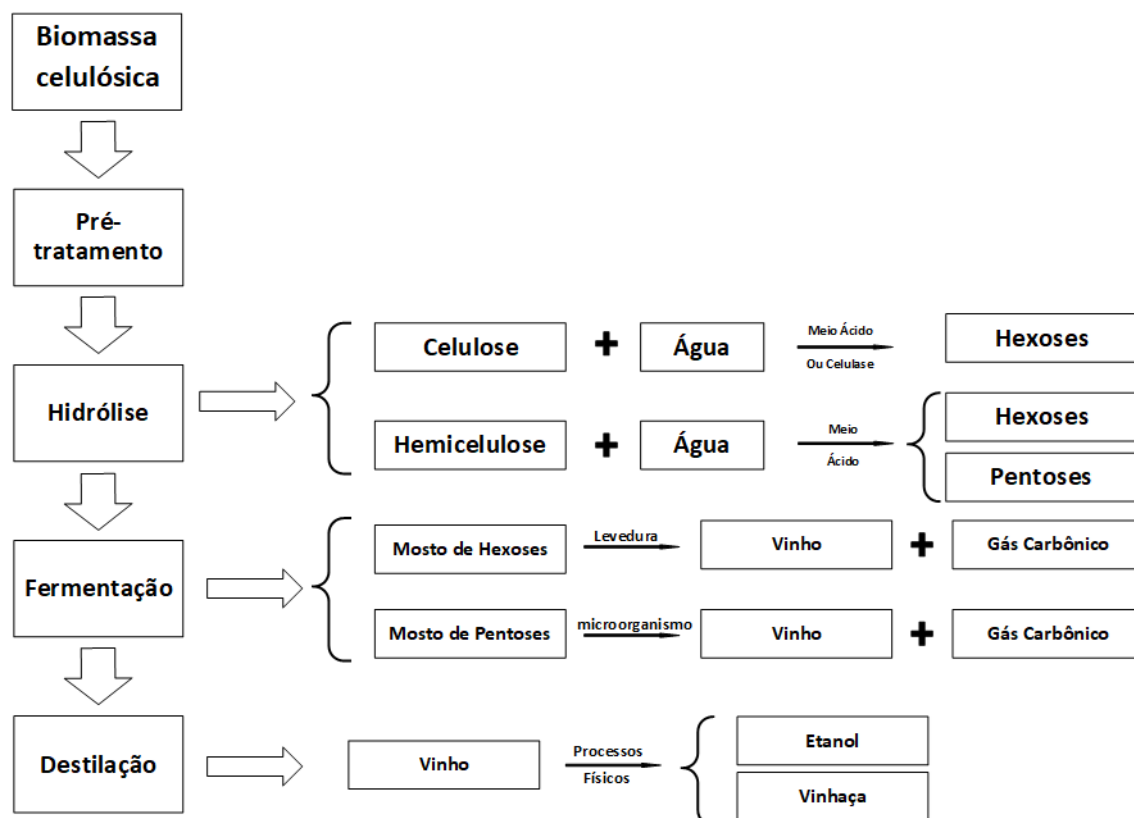 Biomassa
celulósica
Pré-
tratamento
Hidrólise
Celulose
+
Água
Meio Ácido
Ou Celulase
Hexoses
Hemicelulose
+
Água
Meio
Ácido
Hexoses
Pentoses
Fermentação
Mosto de Hexoses
Levedura
Vinho
+
Gás Carbônico
Mosto de Pentoses
microorganismo
Vinho
+
Gás Carbônico
Destilação
Vinho
Processos
Físicos
Etanol
Vinhaça